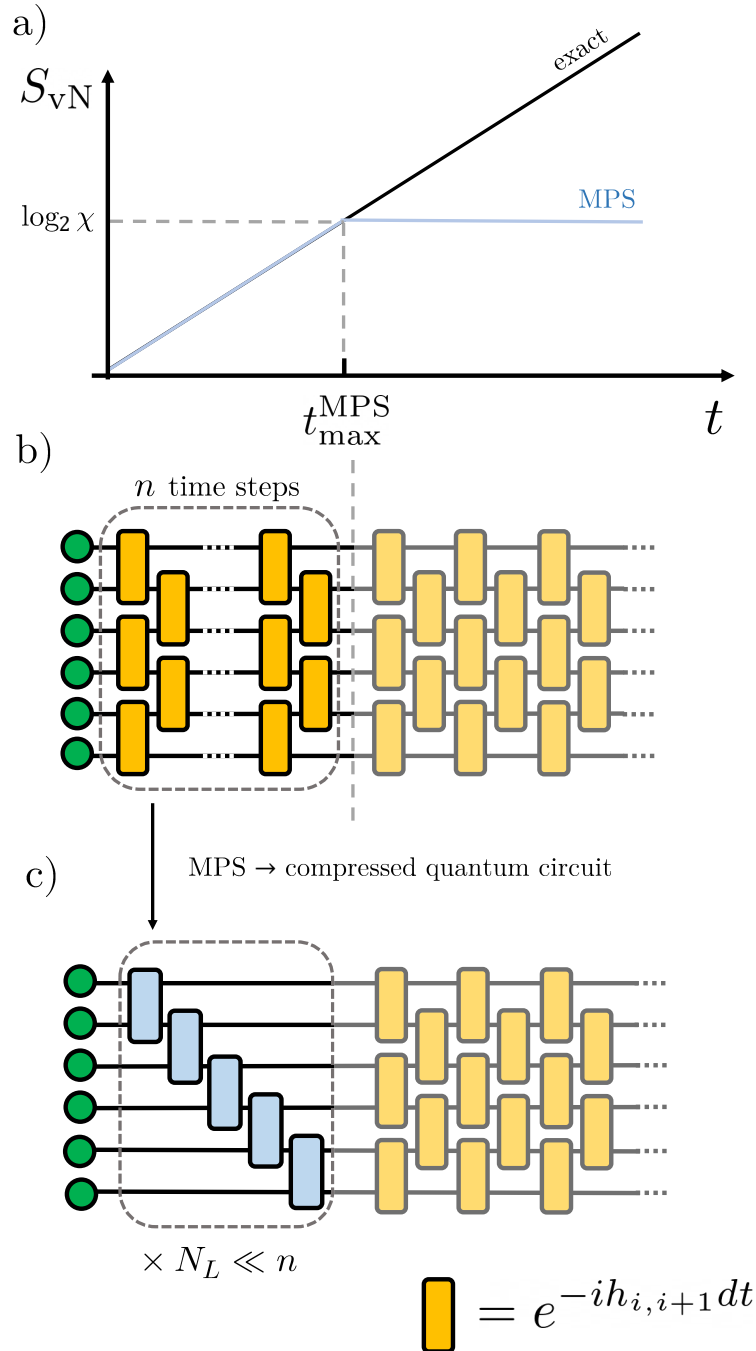 a)
exact
S_vN
MPS
log₂ χ
t_max^MPS
t
b)
n time steps
MPS → compressed quantum circuit
c)
× N_L ≪ n
= e^{-ih_{i,i+1}dt}